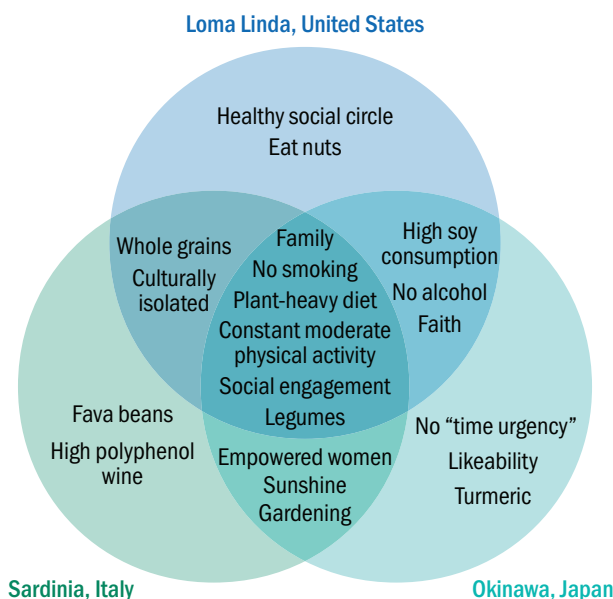 Loma Linda, United States
Healthy social circle
Eat nuts
Whole grains
Culturally
isolated
Family
No smoking
Plant-heavy diet
Constant moderate
physical activity
Social engagement
Legumes
High soy
consumption
No alcohol
Faith
Fava beans
High polyphenol
wine
Empowered women
Sunshine
Gardening
No “time urgency”
Likeability
Turmeric
Sardinia, Italy
Okinawa, Japan